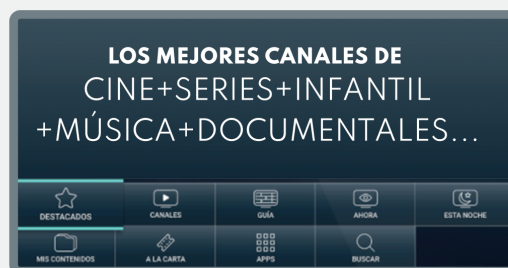 LOS MEJORES CANALES DE
CINE+SERIES+INFANTIL
+MÚSICA+DOCUMENTALES...
DESTACADOS
CANALES
GUÍA
AHORA
ESTA NOCHE
MIS CONTENIDOS
A LA CARTA
APPS
BUSCAR